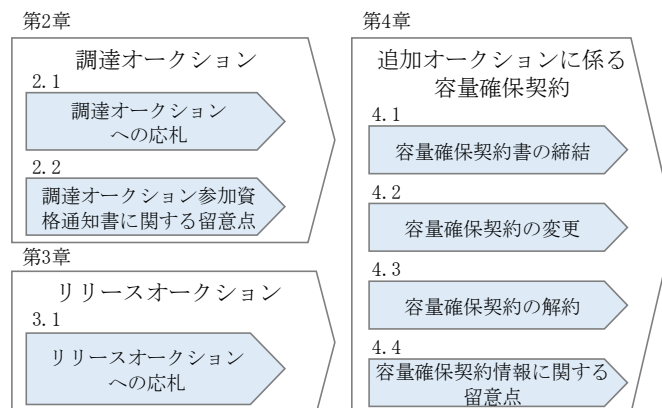 第2章
調達オークション
2.1
調達オークション
への応札
2.2
調達オークション参加資
格通知書に関する留意点
第3章
リリースオークション
3.1
リリースオークション
への応札
第4章
追加オークションに係る
容量確保契約
4.1
容量確保契約書の締結
4.2
容量確保契約の変更
4.3
容量確保契約の解約
4.4
容量確保契約情報に関する
留意点